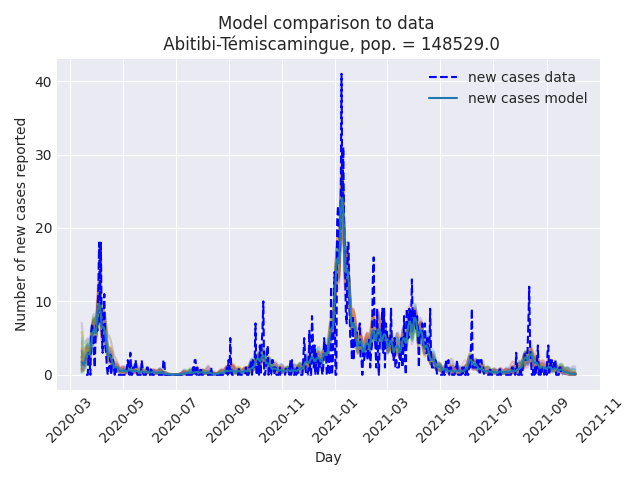 Model comparison to data
Abitibi-Témiscamingue, pop. = 148529.0
new cases data
new cases model
Number of new cases reported
40
30
20
10
0
2020-03
2020-05
2020-07
2020-09
2020-11
2021-01
2021-03
2021-05
2021-07
2021-09
2021-11
Day